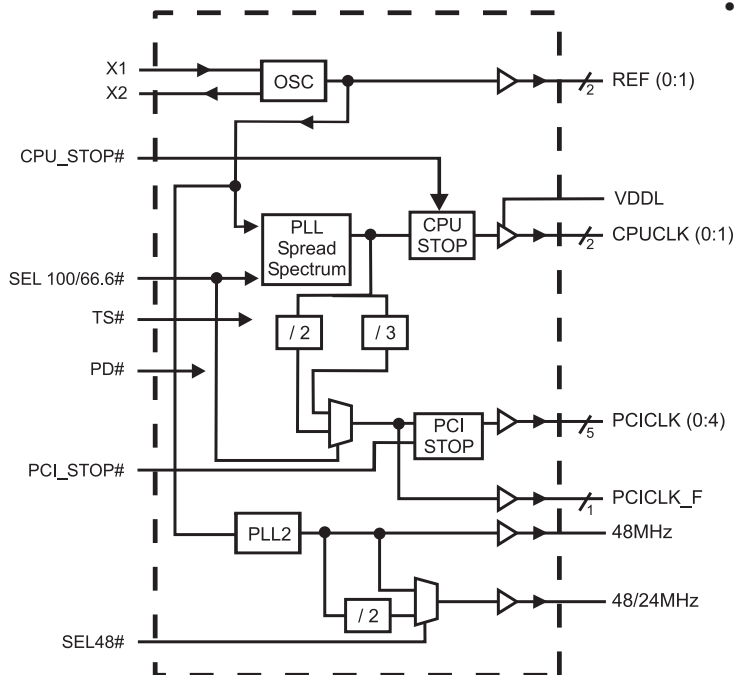 •
X1
X2
OSC
REF (0:1)
2
CPU_STOP#
VDDL
PLL
Spread
Spectrum
CPU
STOP
CPUCLK (0:1)
2
SEL 100/66.6#
TS#
/ 2
/ 3
PD#
PCI
STOP
PCICLK (0:4)
5
PCI_STOP#
PCICLK_F
1
PLL2
48MHz
/ 2
48/24MHz
SEL48#